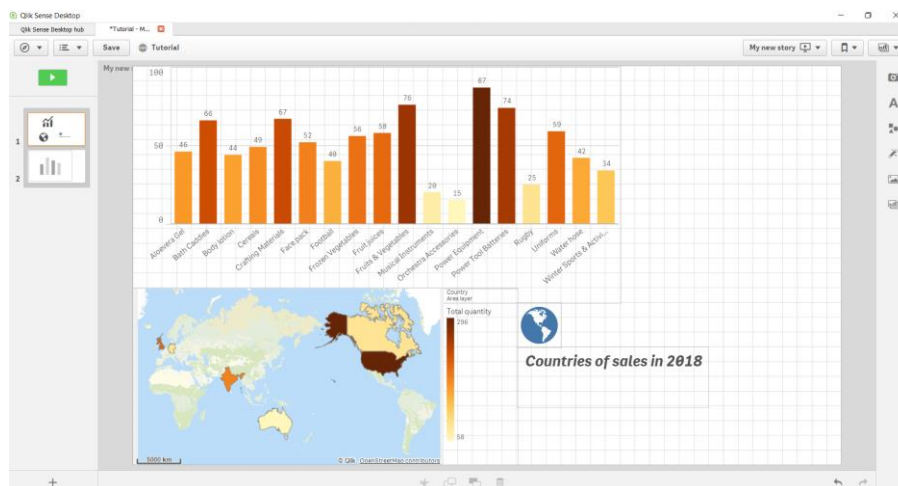 Qlik Sense Desktop
Qlik Sense Desktop hub
*Tutorial - M...
Save
Tutorial
My new story
My new
100
50
0
46
66
44
49
67
52
40
56
58
76
20
15
87
74
25
59
42
34
Aloevera Gel
Bath Caddies
Body lotion
Cereals
Crafting Materials
Face pack
Football
Frozen Vegetables
Fruit juices
Fruits & Vegetables
Musical Instruments
Orchestra Accessories
Power Equipment
Power Tool Batteries
Rugby
Uniforms
Water hose
Winter Sports & Activi...
1
2
Country
Area layer
Total quantity
296
58
Countries of sales in 2018
5000 km
© Qlik, OpenStreetMap contributors
A